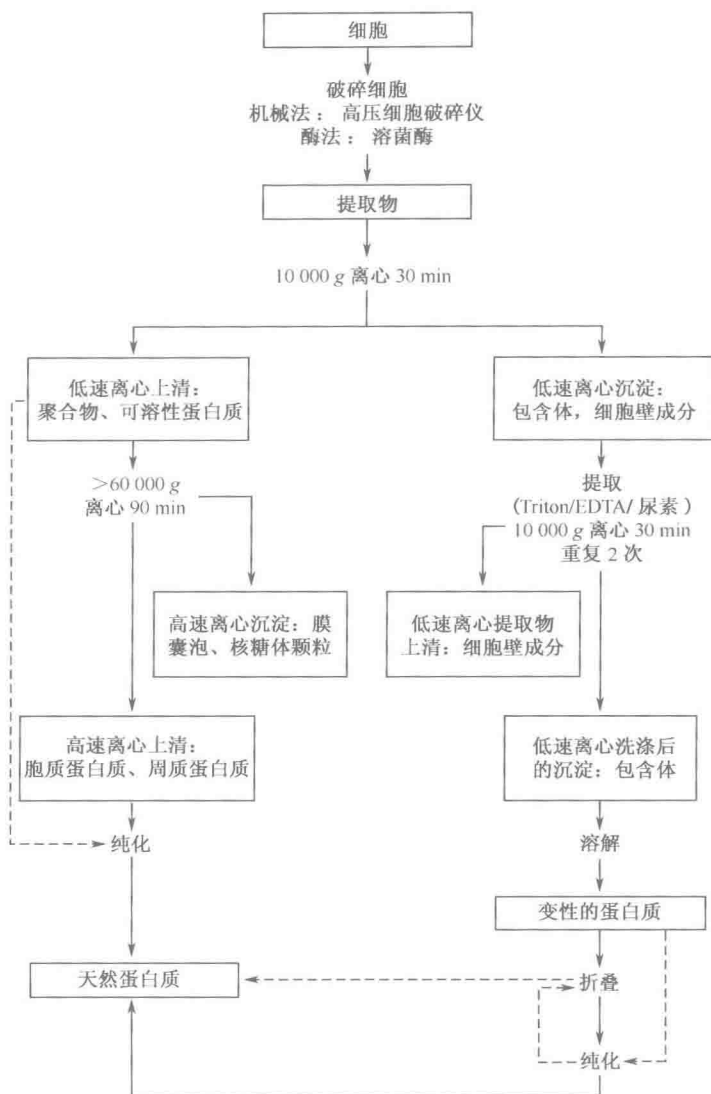 细胞
破碎细胞
机械法： 高压细胞破碎仪
酶法： 溶菌酶
提取物
10 000 g 离心 30 min
低速离心上清：
聚合物、可溶性蛋白质
低速离心沉淀：
包含体，细胞壁成分
>60 000 g
离心 90 min
提取
（Triton/EDTA/ 尿素 ）
10 000 g 离心 30 min
重复 2 次
高速离心沉淀：膜
囊泡、核糖体颗粒
低速离心提取物
上清：细胞壁成分
高速离心上清：
胞质蛋白质、周质蛋白质
低速离心洗涤后
的沉淀：包含体
纯化
溶解
变性的蛋白质
天然蛋白质
折叠
纯化